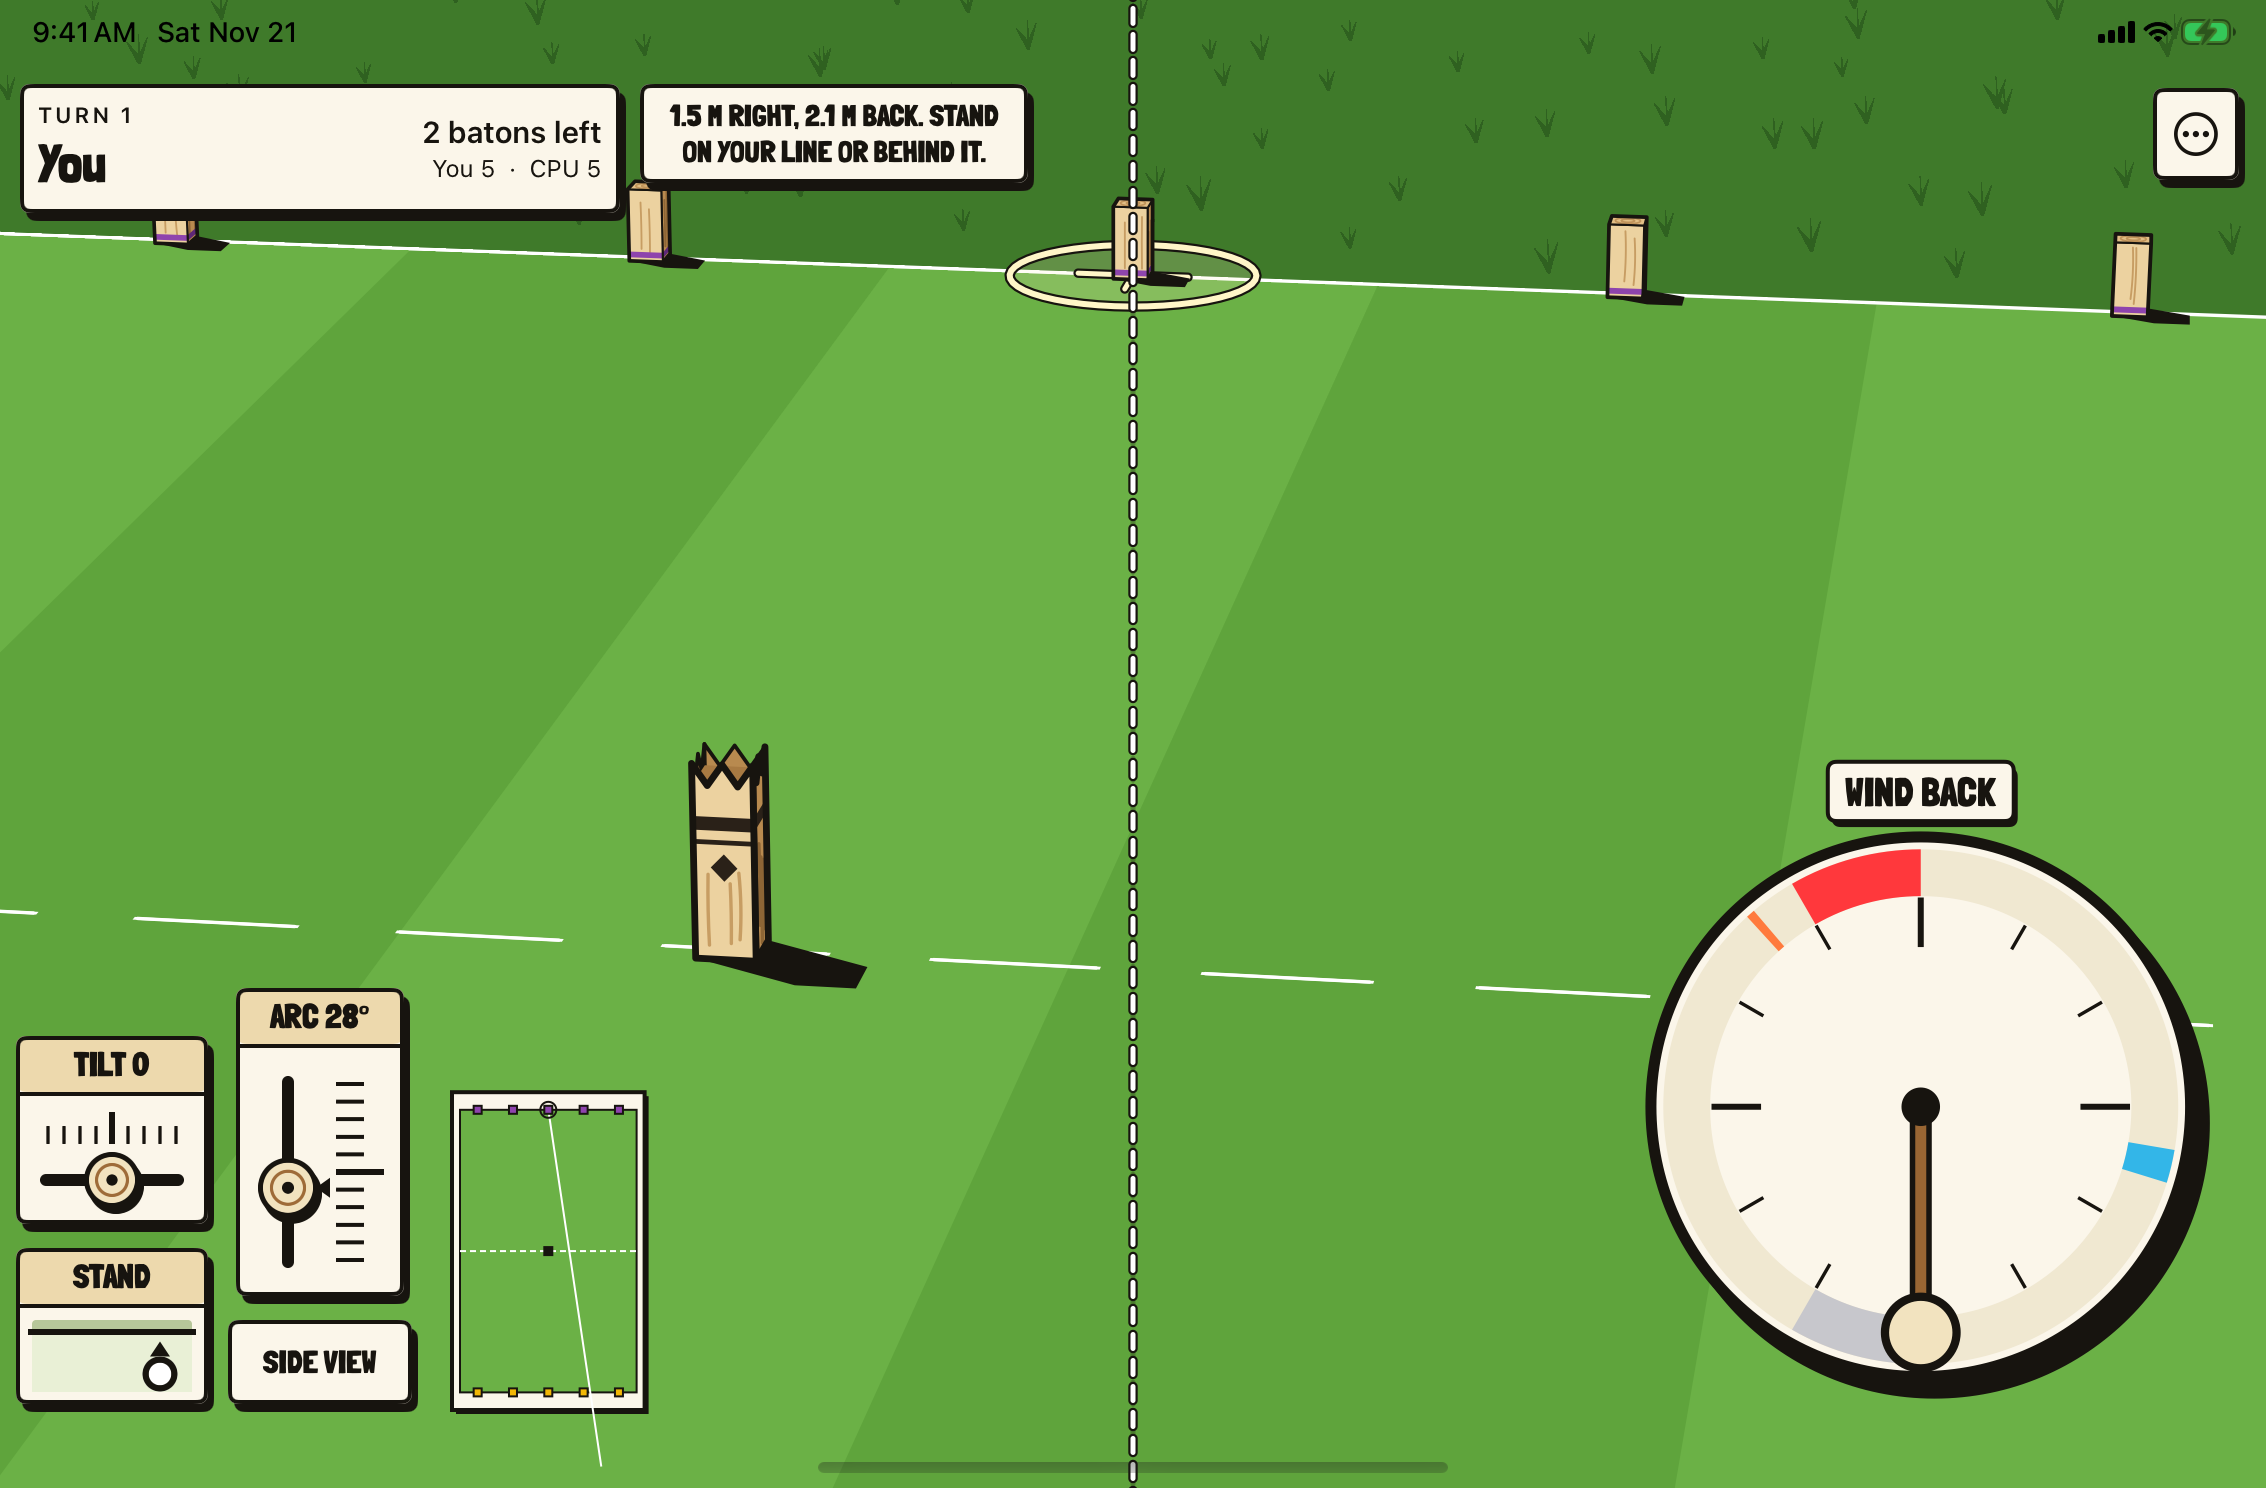 9:41 AM Sat Nov 21
TURN 1
You
2 batons left
You 5 · CPU 5
1.5 M RIGHT, 2.1 M BACK. STAND
ON YOUR LINE OR BEHIND IT.
WIND BACK
ARC 28°
TILT 0
STAND
SIDE VIEW